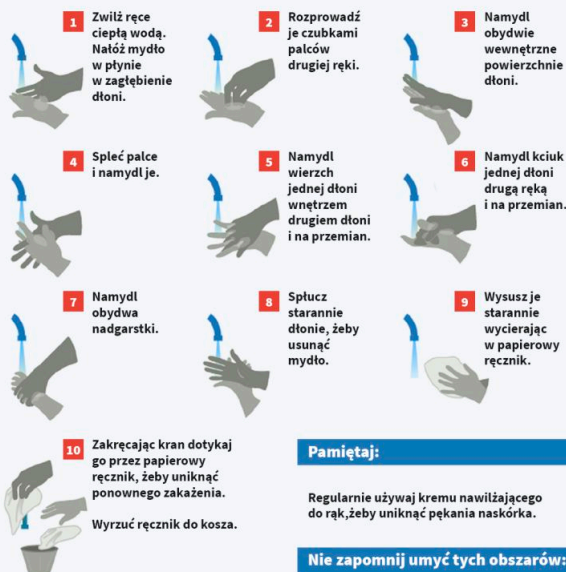 1
Zwilż ręce
ciepłą wodą.
Nałóż mydło
w płynie
w zagłębienie
dłoni.
2
Rozprowadź
je czubkami
palców
drugiej ręki.
3
Namydl
obydwie
wewnętrzne
powierzchnie
dłoni.
4
Spleć palce
i namydl je.
5
Namydl
wierzch
jednej dłoni
wnętrzem
drugiem dłoni
i na przemian.
6
Namydl kciuk
jednej dłoni
drugą ręką
i na przemian.
7
Namydl
obydwa
nadgarstki.
8
Spłucz
starannie
dłonie, żeby
usunąć
mydło.
9
Wysusz je
starannie
wycierając
w papierowy
ręcznik.
10
Zakręcając kran dotykaj
go przez papierowy
ręcznik, żeby uniknąć
ponownego zakażenia.
Wyrzuć ręcznik do kosza.
Pamiętaj:
Regularnie używaj kremu nawilżającego
do rąk,żeby uniknąć pękania naskórka.
Nie zapomnij umyć tych obszarów: